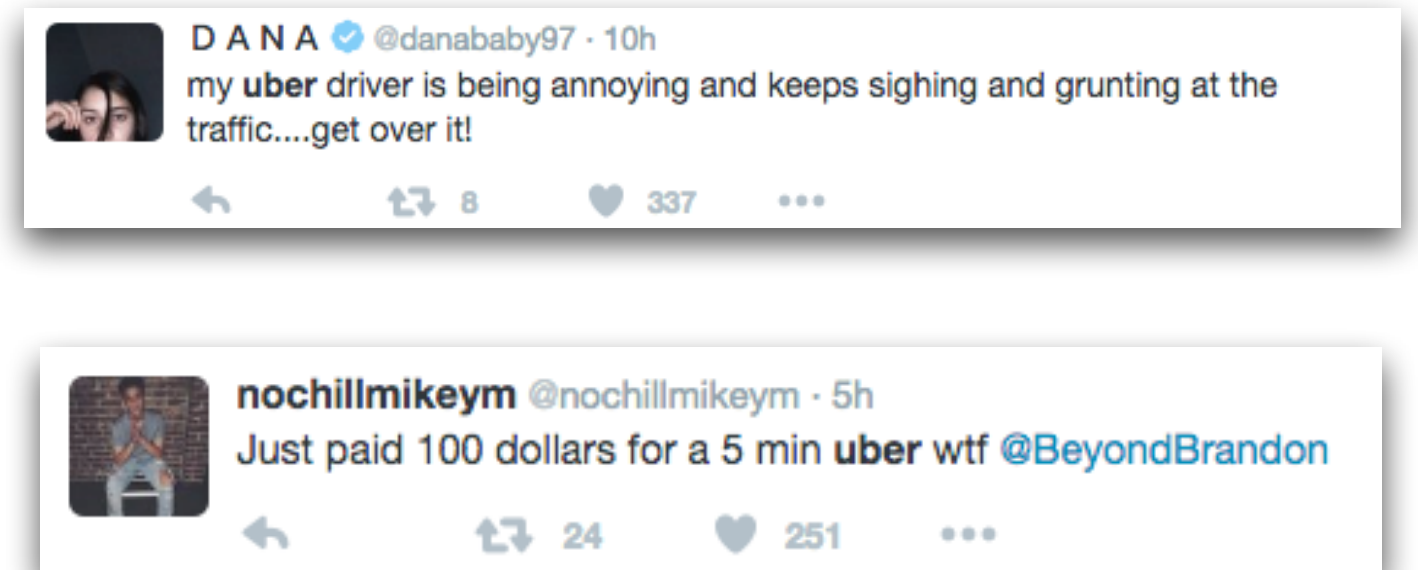 D A N A @danababy97 · 10h
my uber driver is being annoying and keeps sighing and grunting at the
traffic....get over it!
8 337
nochillmikeym @nochillmikeym · 5h
Just paid 100 dollars for a 5 min uber wtf @BeyondBrandon
24 251